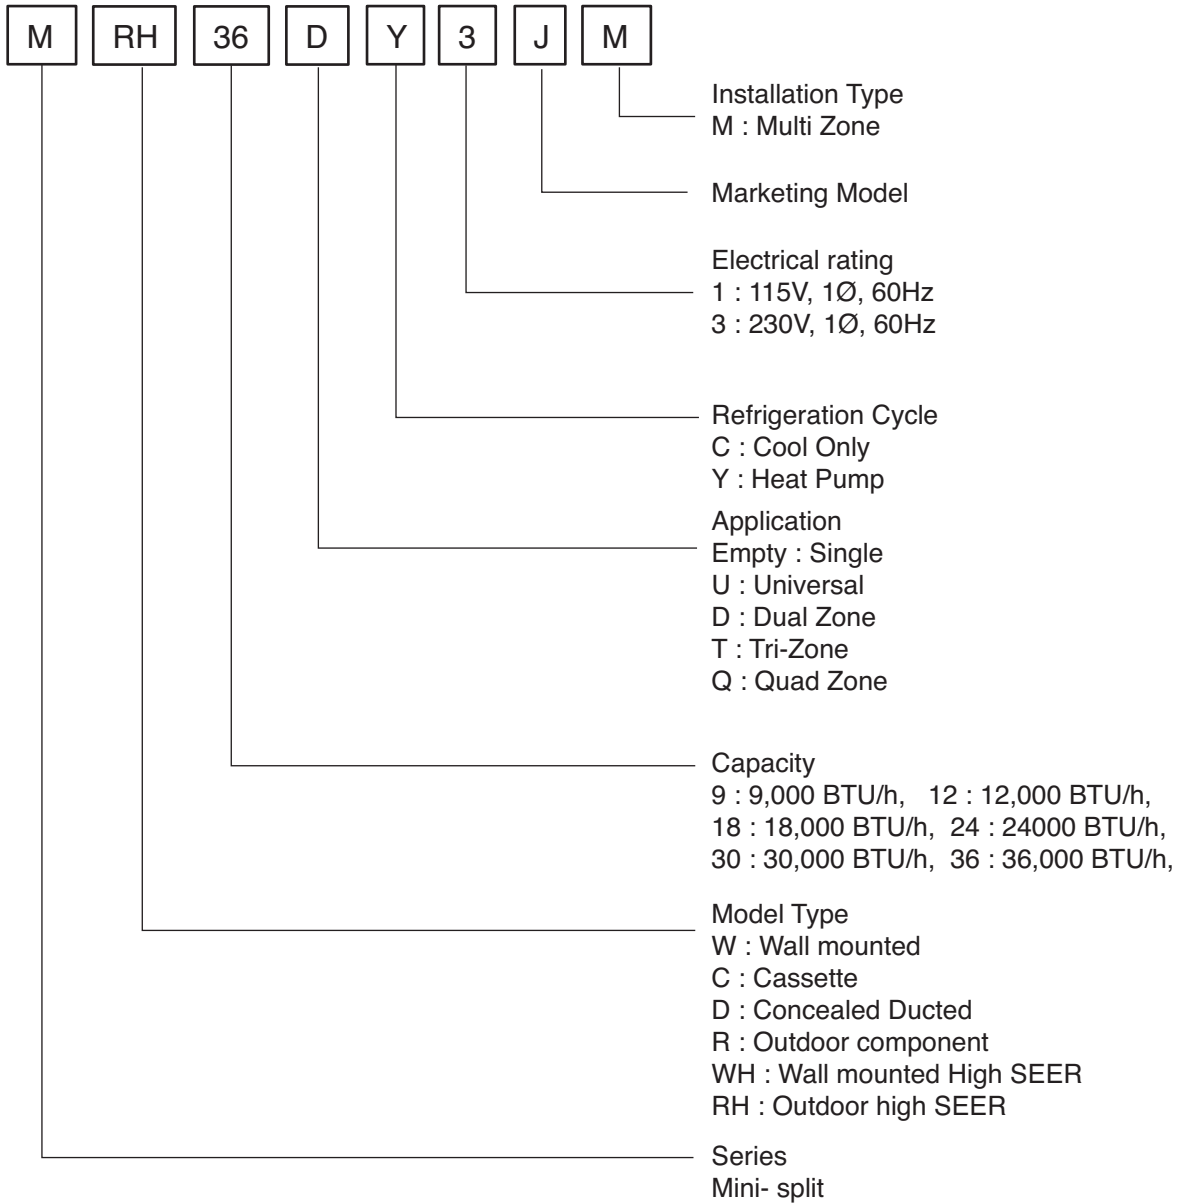 M RH 36 D Y 3 J M
Installation Type
M : Multi Zone
Marketing Model
Electrical rating
1 : 115V, 1Ø, 60Hz
3 : 230V, 1Ø, 60Hz
Refrigeration Cycle
C : Cool Only
Y : Heat Pump
Application
Empty : Single
U : Universal
D : Dual Zone
T : Tri-Zone
Q : Quad Zone
Capacity
9 : 9,000 BTU/h, 12 : 12,000 BTU/h,
18 : 18,000 BTU/h, 24 : 24000 BTU/h,
30 : 30,000 BTU/h, 36 : 36,000 BTU/h,
Model Type
W : Wall mounted
C : Cassette
D : Concealed Ducted
R : Outdoor component
WH : Wall mounted High SEER
RH : Outdoor high SEER
Series
Mini- split